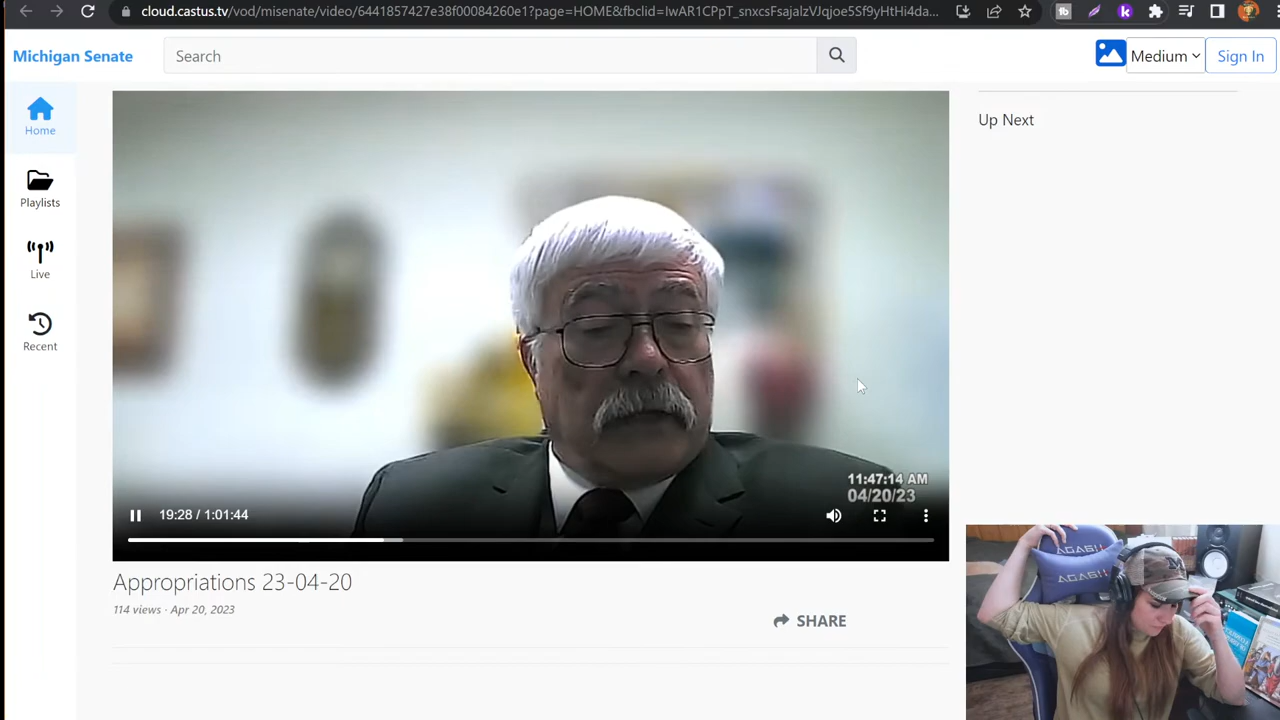 cloud.castus.tv/vod/misenate/video/6441857427e38f00084260e1?page=HOME&fbclid=IwAR1CPpT_snxcsFsajalzVJqjoe5Sf9yHtHi4da...
Michigan Senate
Search
Medium
Sign In
Home
Playlists
Live
Recent
Up Next
11:47:14 AM
04/20/23
19:28 / 1:01:44
Appropriations 23-04-20
114 views · Apr 20, 2023
SHARE
AGAS!!
AGAS!!